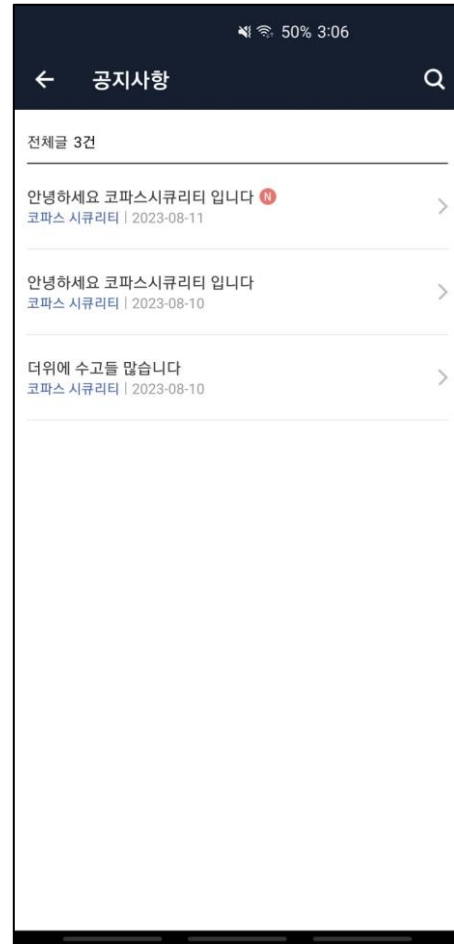 50% 3:06
공지사항
전체글 3건
안녕하세요 코파스시큐리티 입니다 N
코파스 시큐리티 | 2023-08-11
안녕하세요 코파스시큐리티 입니다
코파스 시큐리티 | 2023-08-10
더위에 수고들 많습니다
코파스 시큐리티 | 2023-08-10